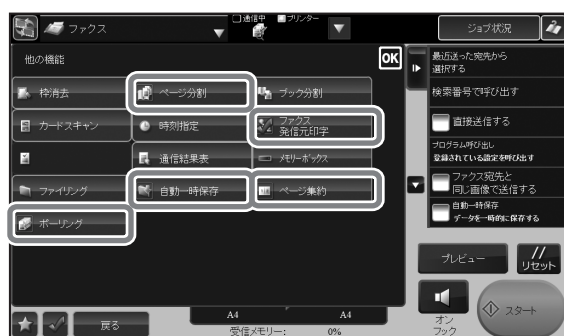 ファクス
通信中
プリンター
ジョブ状況
他の機能
OK
枠消去
ページ分割
ブック分割
カードスキャン
時刻指定
ファクス
発信元印字
通信結果表
メモリーボックス
ファイリング
自動一時保存
ページ集約
ポーリング
最近送った宛先から
選択する
検索番号で呼び出す
直接送信する
プログラム呼び出し
登録されている設定を呼び出す
ファクス宛先と
同じ画像で送信する
自動一時保存
データを一時的に保存する
プレビュー
リセット
オン
フック
スタート
戻る
A4 A4
受信メモリー: 0%